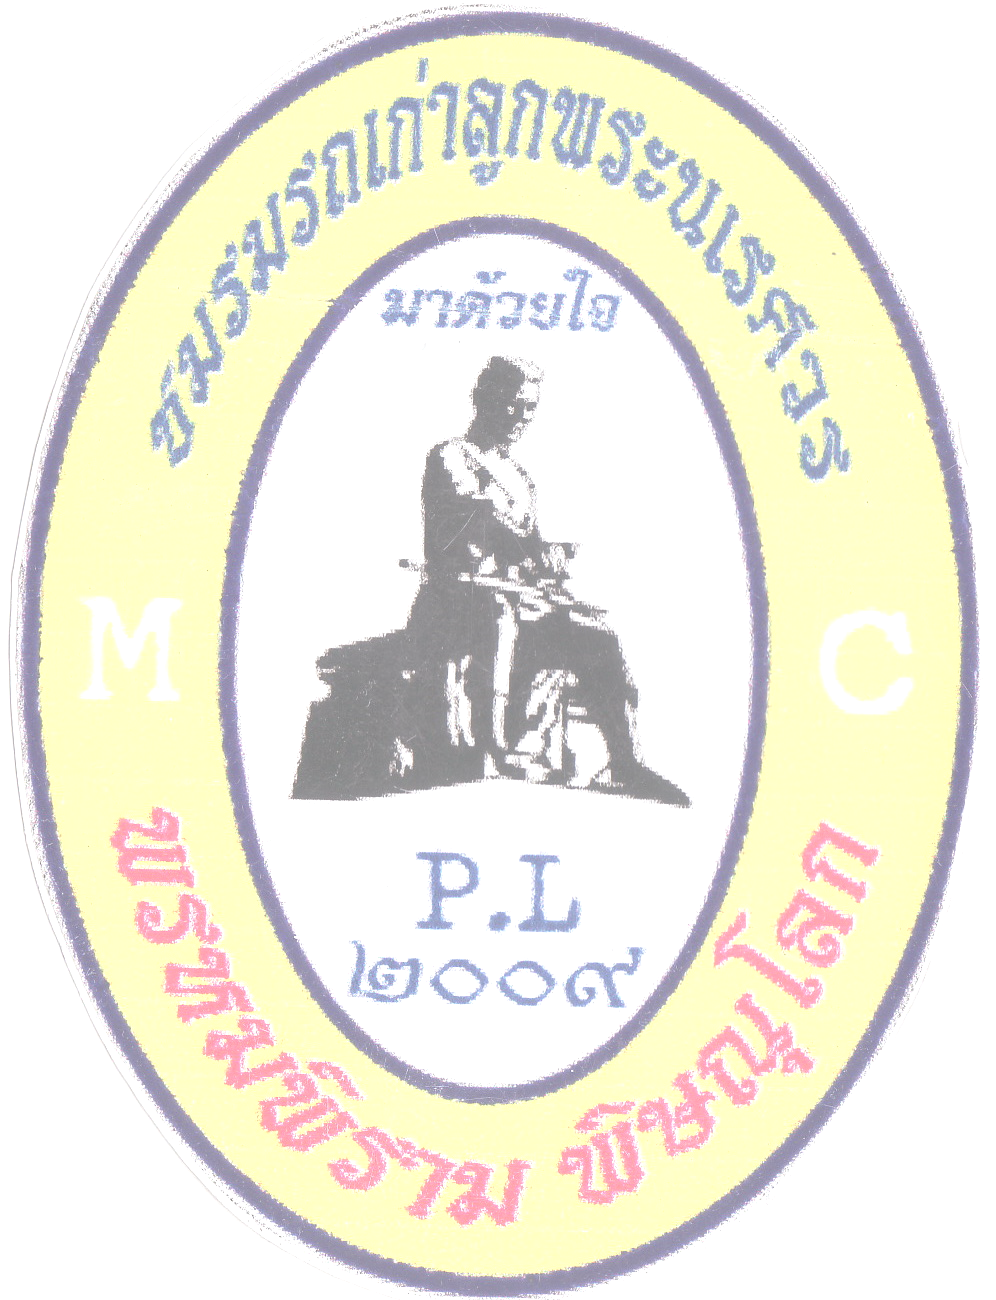 ชมรมรถเก่าลูกพระนเรศวร
มาด้วยใจ
M C
P.L
๒๐๐๙
พรหมพิราม พิษณุโลก